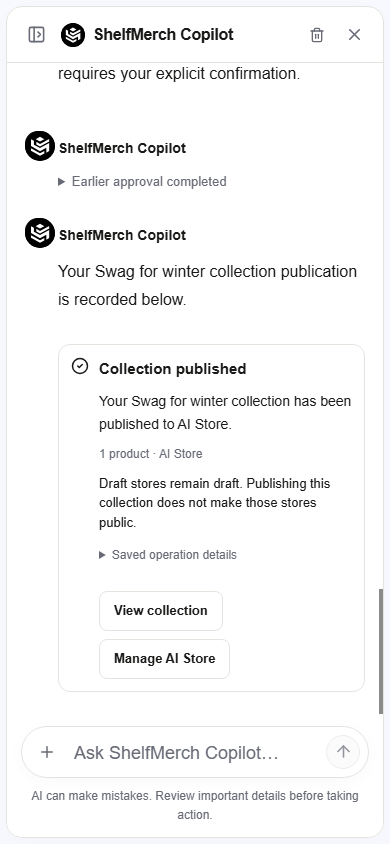 ShelfMerch Copilot
requires your explicit confirmation.
ShelfMerch Copilot
Earlier approval completed
ShelfMerch Copilot
Your Swag for winter collection publication
is recorded below.
Collection published
Your Swag for winter collection has been
published to AI Store.
1 product · AI Store
Draft stores remain draft. Publishing this
collection does not make those stores
public.
Saved operation details
View collection
Manage AI Store
Ask ShelfMerch Copilot…
AI can make mistakes. Review important details before taking
action.